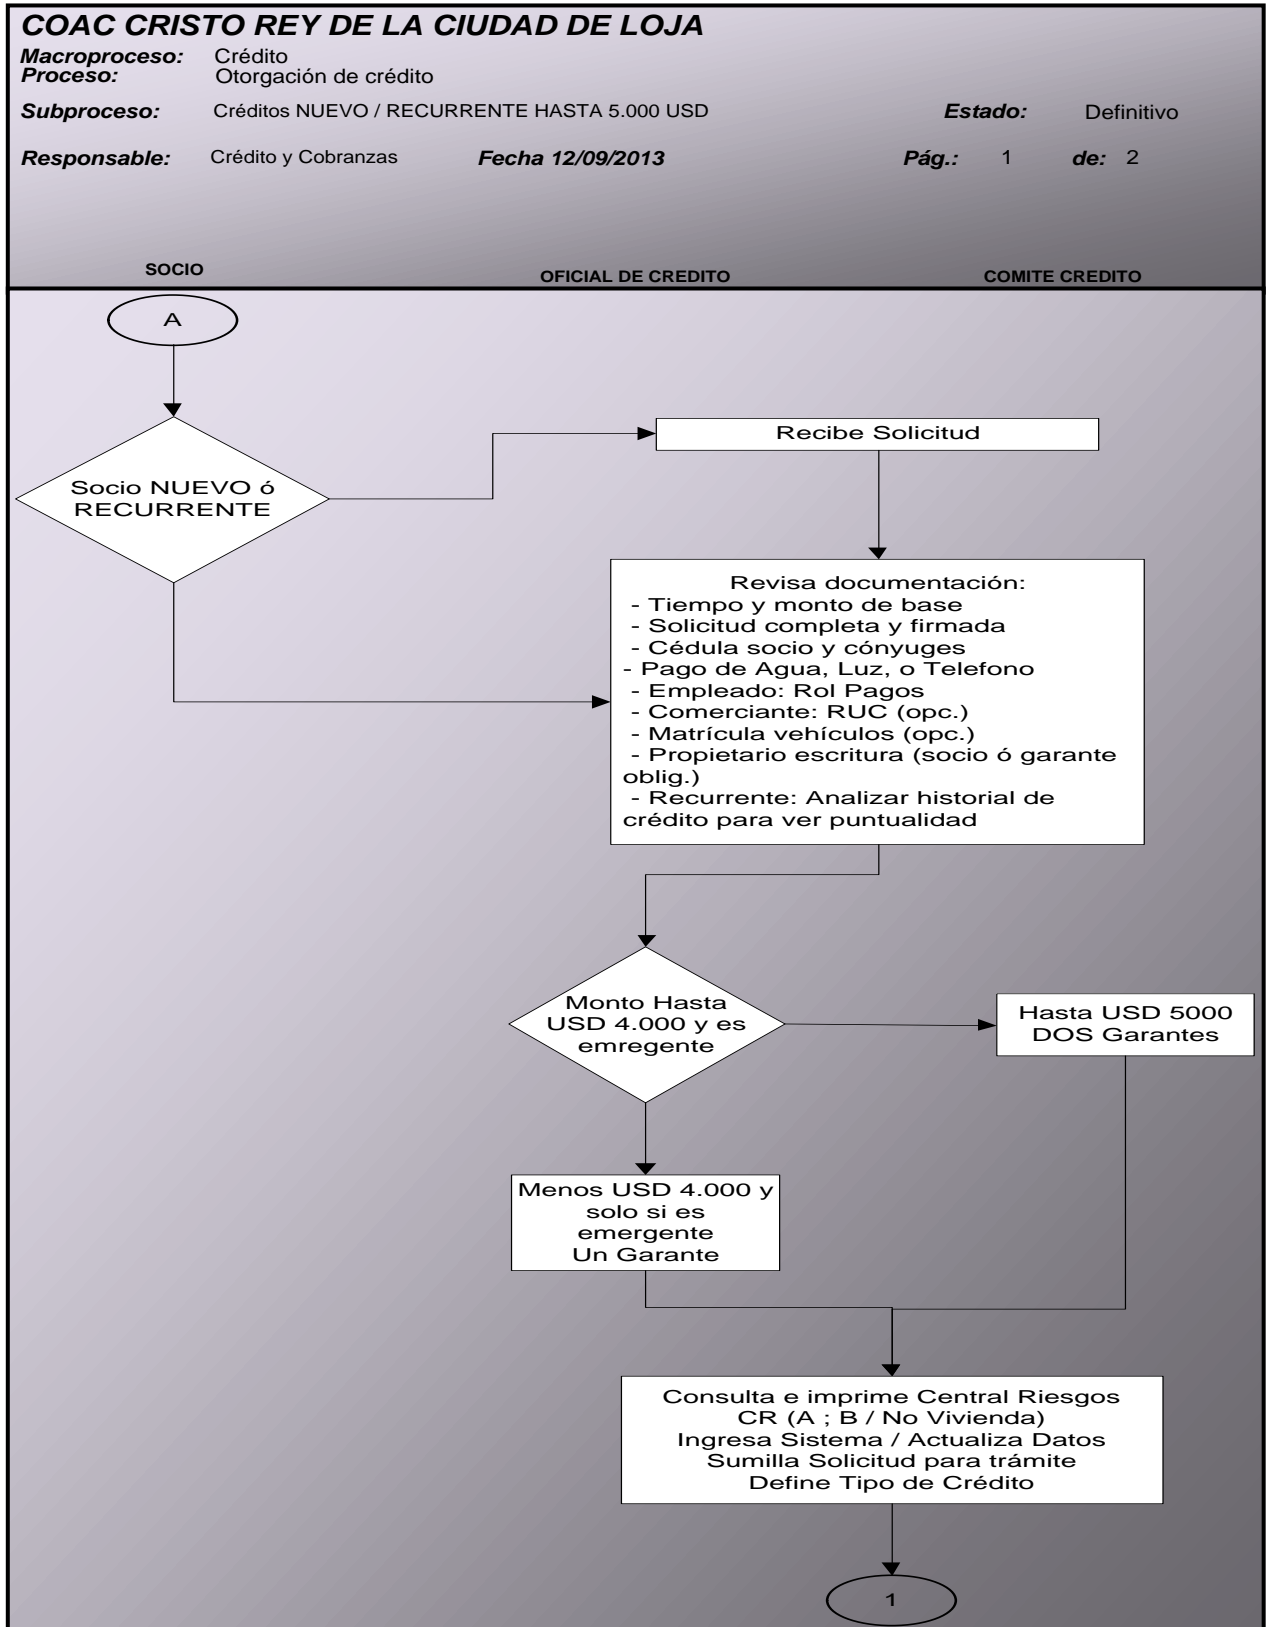 COAC CRISTO REY DE LA CIUDAD DE LOJA
Macroproceso: Crédito
Proceso: Otorgación de crédito
Subproceso: Créditos NUEVO / RECURRENTE HASTA 5.000 USD Estado: Definitivo
Responsable: Crédito y Cobranzas Fecha 12/09/2013 Pág.: 1 de: 2
SOCIO OFICIAL DE CREDITO COMITE CREDITO
A
Socio NUEVO ó
RECURRENTE
Recibe Solicitud
Revisa documentación:
- Tiempo y monto de base
- Solicitud completa y firmada
- Cédula socio y cónyuges
- Pago de Agua, Luz, o Telefono
- Empleado: Rol Pagos
- Comerciante: RUC (opc.)
- Matrícula vehículos (opc.)
- Propietario escritura (socio ó garante
oblig.)
- Recurrente: Analizar historial de
crédito para ver puntualidad
Monto Hasta
USD 4.000 y es
emregente
Hasta USD 5000
DOS Garantes
Menos USD 4.000 y
solo si es
emergente
Un Garante
Consulta e imprime Central Riesgos
CR (A ; B / No Vivienda)
Ingresa Sistema / Actualiza Datos
Sumilla Solicitud para trámite
Define Tipo de Crédito
1